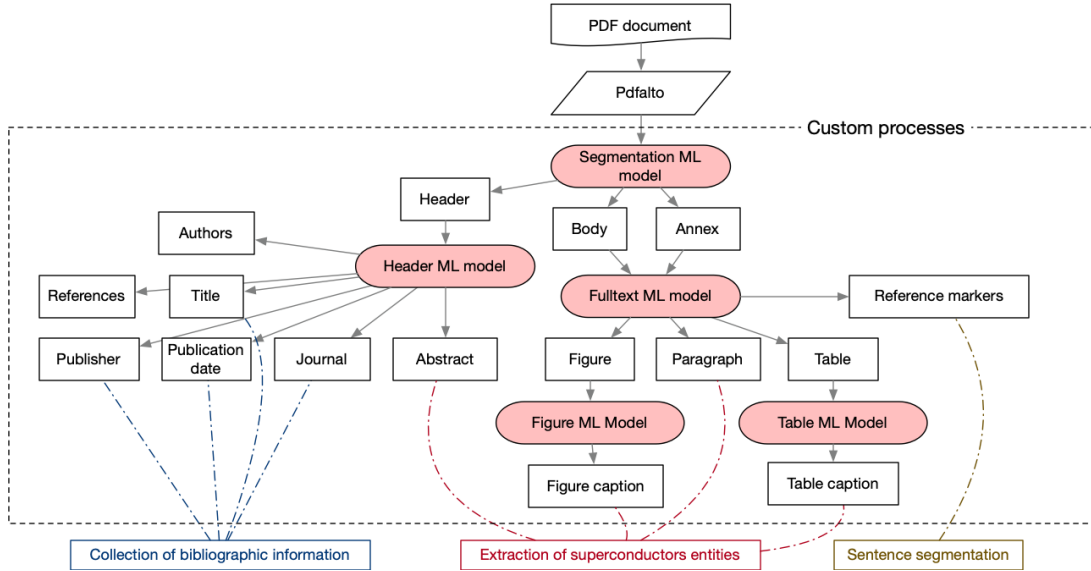 PDF document
Pdfalto
Custom processes
Segmentation ML
model
Header
Body
Annex
Authors
Header ML model
References
Title
Fulltext ML model
Reference markers
Publisher
Publication
date
Journal
Abstract
Figure
Paragraph
Table
Figure ML Model
Table ML Model
Figure caption
Table caption
Collection of bibliographic information
Extraction of superconductors entities
Sentence segmentation